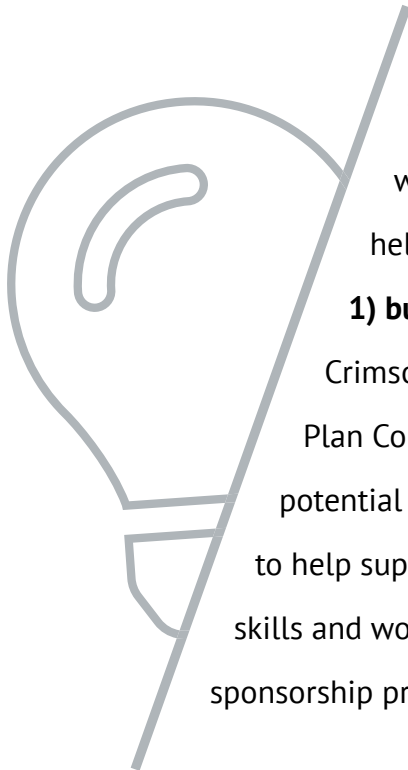 w
hel
1) bu
Crimso
Plan Co
potential
to help sup
skills and wo
sponsorship pr